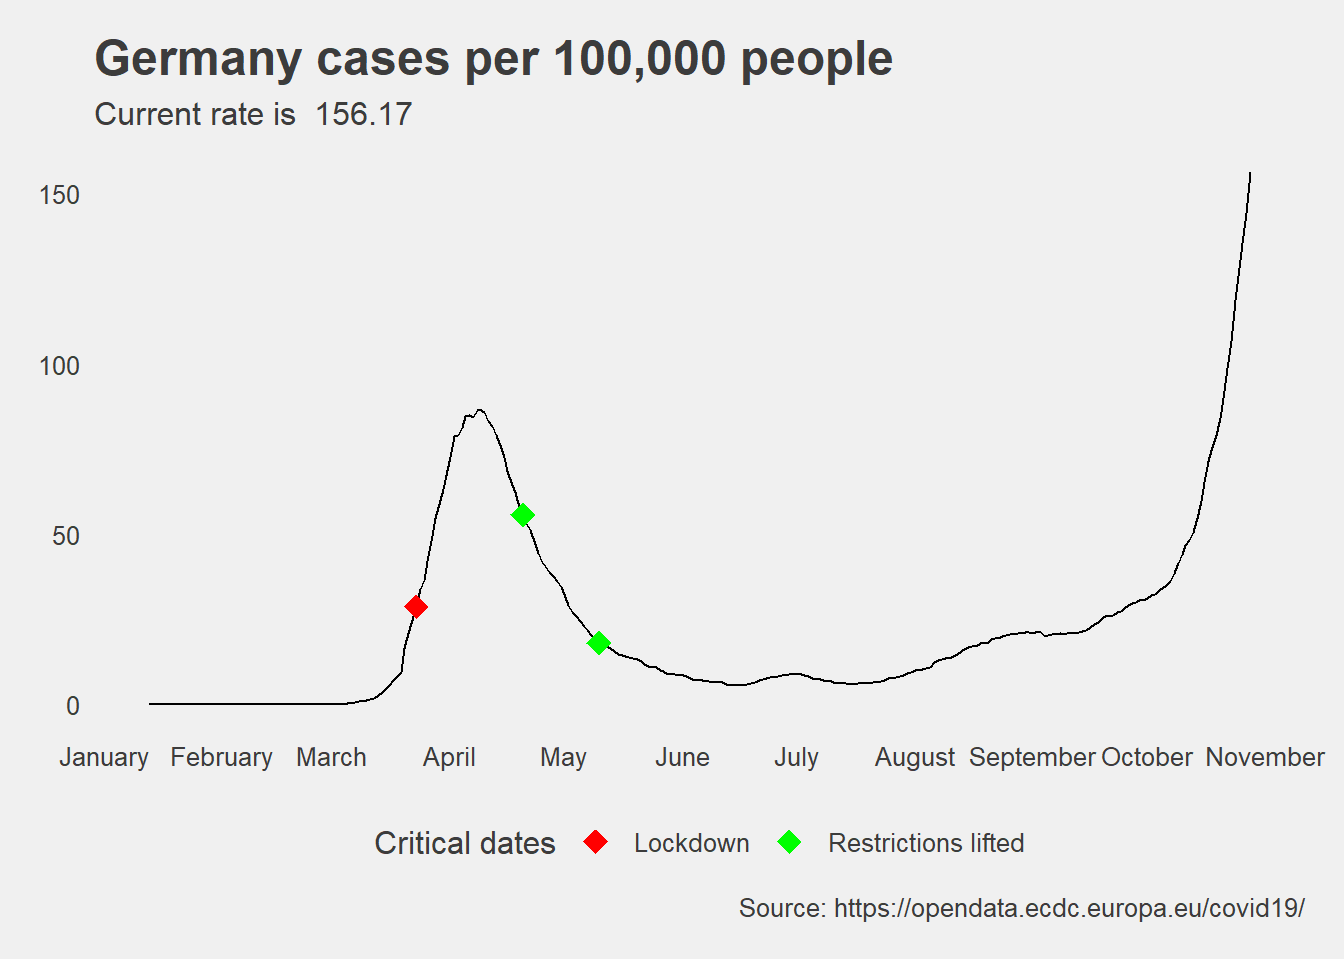 Germany cases per 100,000 people
Current rate is  156.17
150
100
50
0
January February March April May June July August September October November
Critical dates Lockdown Restrictions lifted
Source: https://opendata.ecdc.europa.eu/covid19/